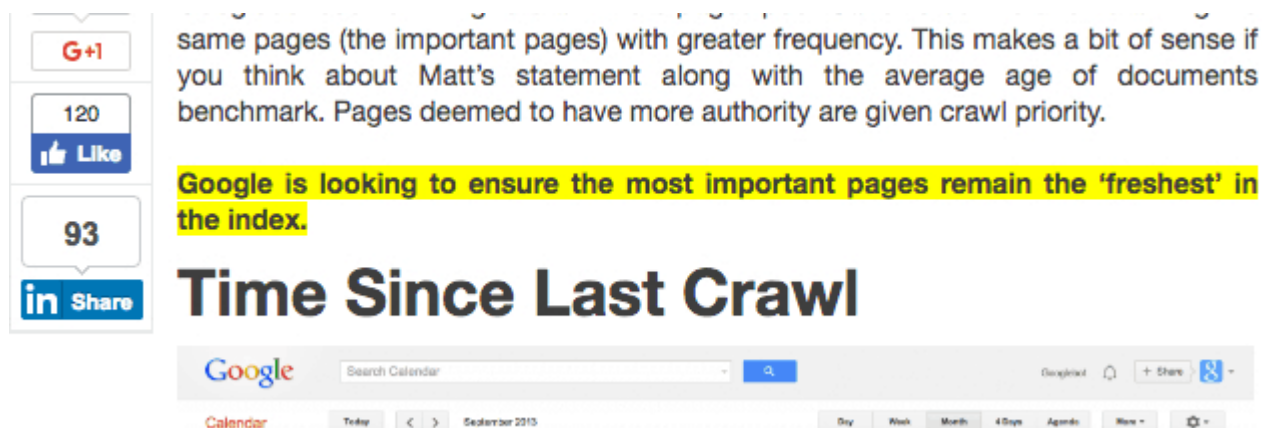 same pages (the important pages) with greater frequency. This makes a bit of sense if
you think about Matt's statement along with the average age of documents
benchmark. Pages deemed to have more authority are given crawl priority.
Google is looking to ensure the most important pages remain the ‘freshest’ in
the index.
Time Since Last Crawl
G+1
120
Like
93
in Share
Google
Search Calendar
Googlebot
+ Share
8
Calendar
Today
September 2013
Day
Week
Month
4 Days
Agenda
More